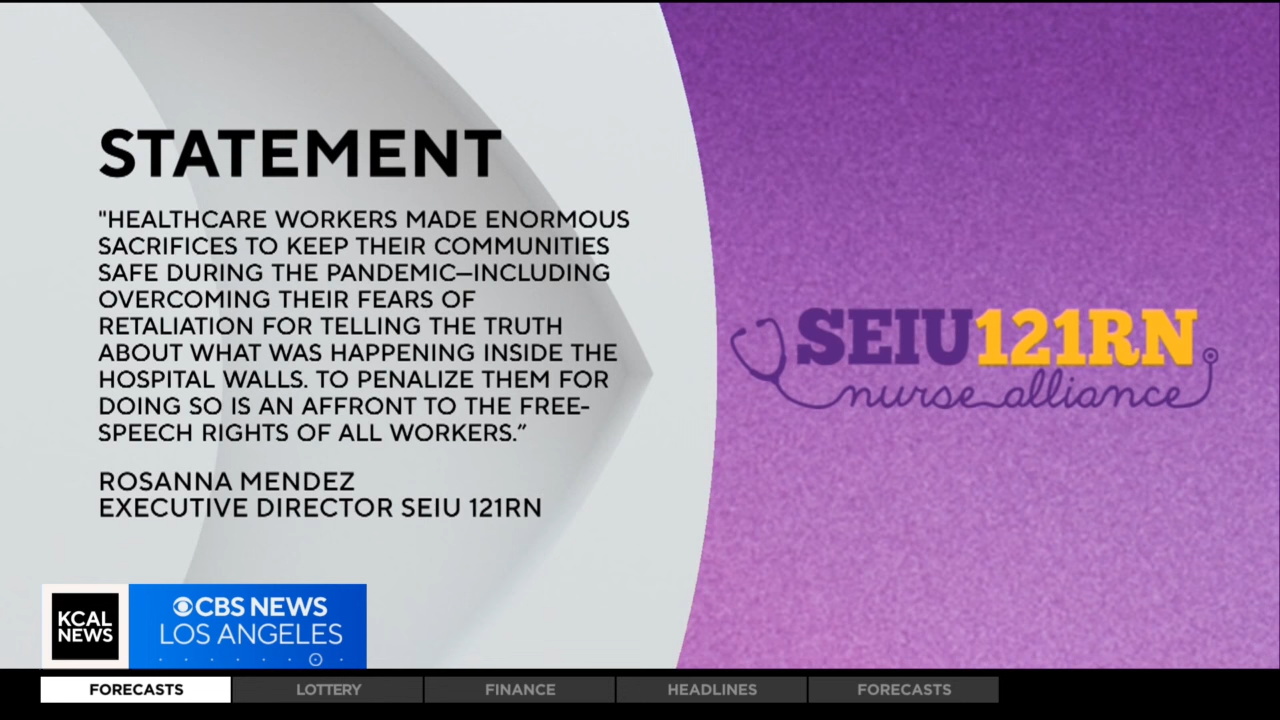 STATEMENT
"HEALTHCARE WORKERS MADE ENORMOUS
SACRIFICES TO KEEP THEIR COMMUNITIES
SAFE DURING THE PANDEMIC—INCLUDING
OVERCOMING THEIR FEARS OF
RETALIATION FOR TELLING THE TRUTH
ABOUT WHAT WAS HAPPENING INSIDE THE
HOSPITAL WALLS. TO PENALIZE THEM FOR
DOING SO IS AN AFFRONT TO THE FREE-
SPEECH RIGHTS OF ALL WORKERS.”
ROSANNA MENDEZ
EXECUTIVE DIRECTOR SEIU 121RN
SEIU121RN
nurse alliance
KCAL
NEWS
CBS NEWS
LOS ANGELES
FORECASTS
LOTTERY
FINANCE
HEADLINES
FORECASTS